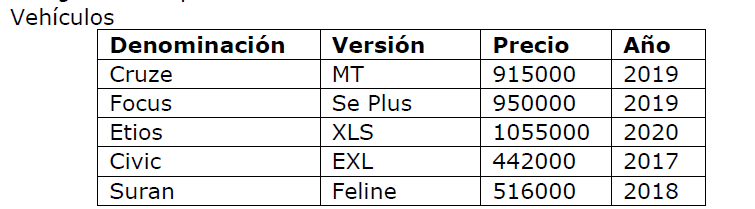 Vehículos
Denominación Versión Precio Año
Cruze MT 915000 2019
Focus Se Plus 950000 2019
Etios XLS 1055000 2020
Civic EXL 442000 2017
Suran Feline 516000 2018